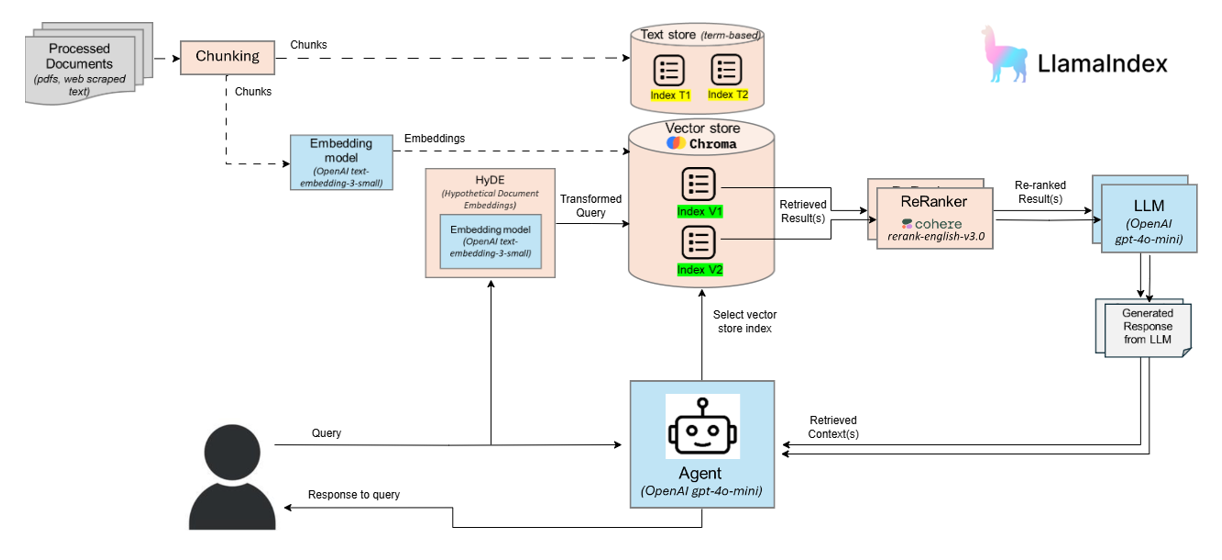 Processed
Documents
(pdfs, web scraped
text)
Chunking
Chunks
Chunks
Text store (term-based)
Index T1
Index T2
LlamaIndex
Embedding
model
(OpenAI text-
embedding-3-small)
Embeddings
Vector store
Chroma
Index V1
Index V2
HyDE
(Hypothetical Document
Embeddings)
Embedding model
(OpenAI text-
embedding-3-small)
Transformed
Query
Retrieved
Result(s)
ReRanker
cohere
rerank-english-v3.0
Re-ranked
Result(s)
LLM
(OpenAI
gpt-4o-mini)
Generated
Response
from LLM
Select vector
store index
Query
Agent
(OpenAI gpt-4o-mini)
Retrieved
Context(s)
Response to query